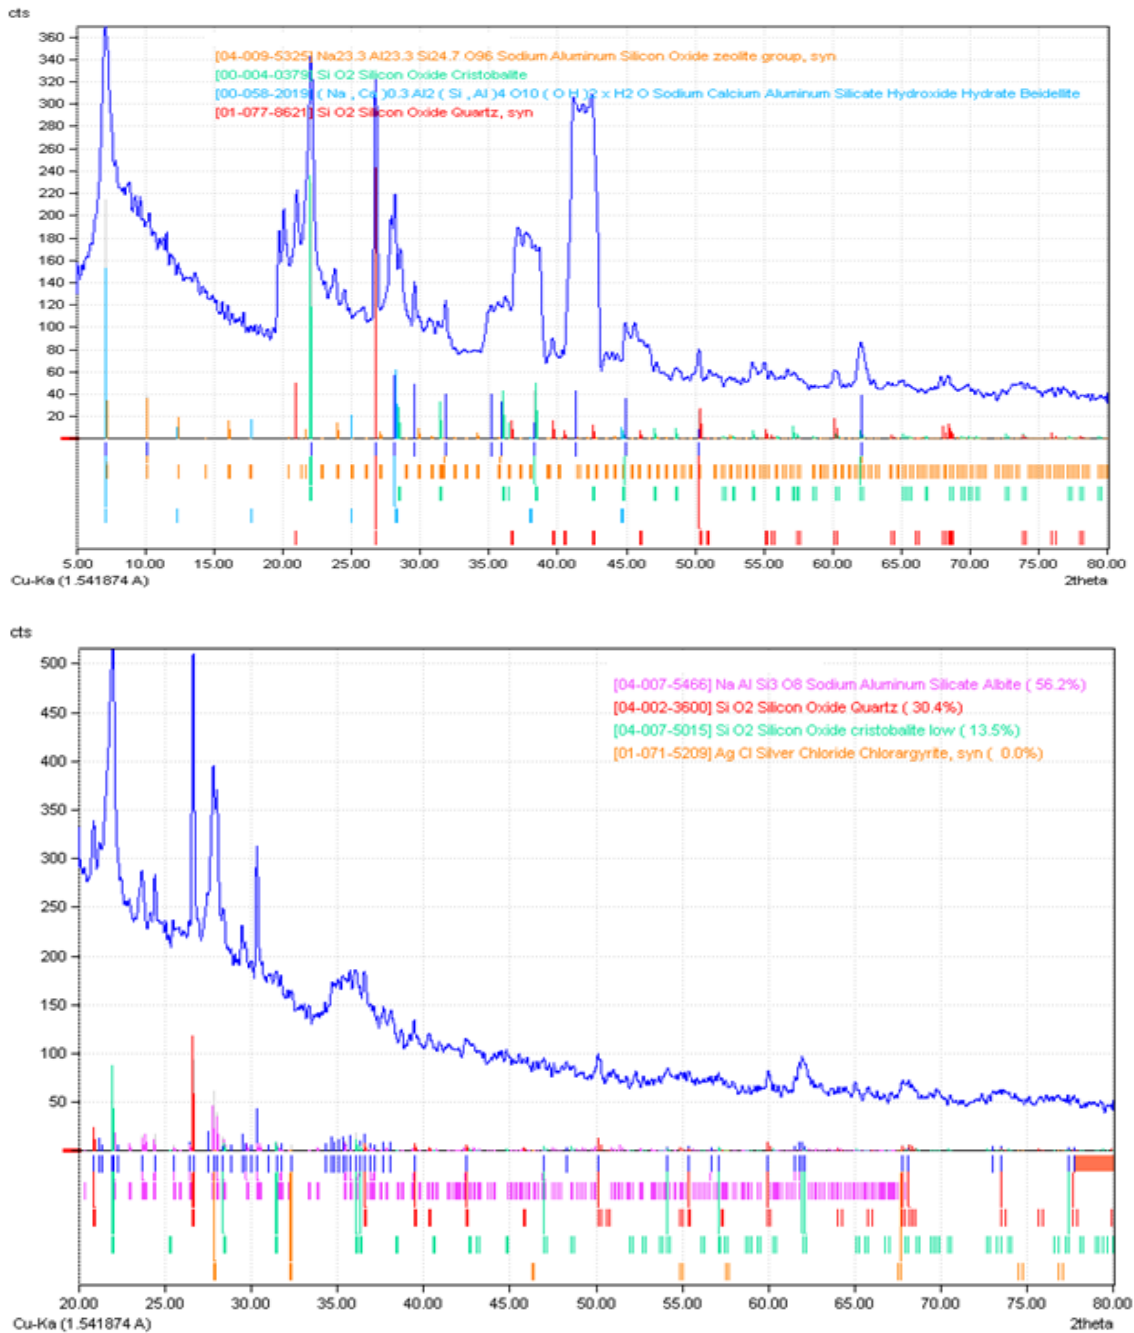 cts
360
[04-009-5325] Na23.3 Al23.3 Si24.7 O96 Sodium Aluminum Silicon Oxide zeolite group, syn
340
[00-004-0379] Si O2 Silicon Oxide Cristobalite
320
[00-058-2019] ( Na , Ca )0.3 Al2 ( Si , Al )4 O10 ( O H )2 x H2 O Sodium Calcium Aluminum Silicate Hydroxide Hydrate Beidellite
300
[01-077-8621] Si O2 Silicon Oxide Quartz, syn
280
260
240
220
200
180
160
140
120
100
80
60
40
20
5.00 10.00 15.00 20.00 25.00 30.00 35.00 40.00 45.00 50.00 55.00 60.00 65.00 70.00 75.00 80.00
Cu-Ka (1.541874 A) 2theta
cts
500
[04-007-5466] Na Al Si3 O8 Sodium Aluminum Silicate Albite ( 56.2%)
[04-002-3600] Si O2 Silicon Oxide Quartz ( 30.4%)
450
[04-007-5015] Si O2 Silicon Oxide cristobalite low ( 13.5%)
[01-071-5209] Ag Cl Silver Chloride Chlorargyrite, syn ( 0.0%)
400
350
300
250
200
150
100
50
20.00 25.00 30.00 35.00 40.00 45.00 50.00 55.00 60.00 65.00 70.00 75.00 80.00
Cu-Ka (1.541874 A) 2theta